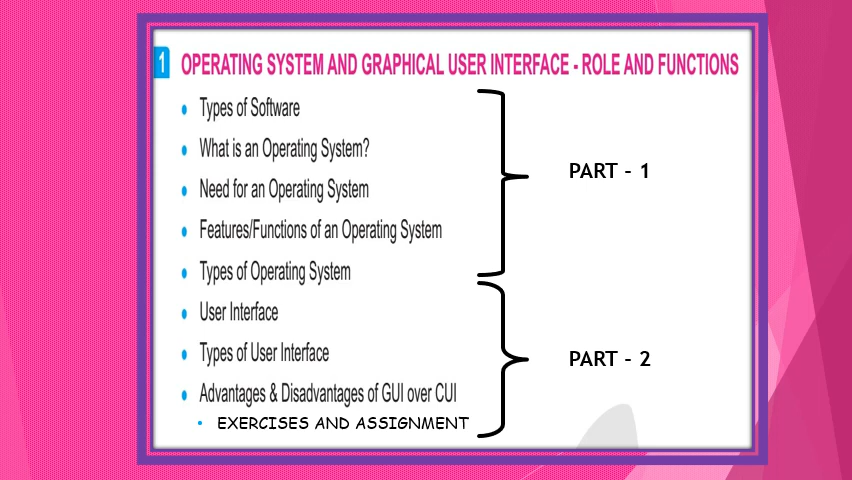 1 OPERATING SYSTEM AND GRAPHICAL USER INTERFACE - ROLE AND FUNCTIONS
• Types of Software
• What is an Operating System?
• Need for an Operating System
• Features/Functions of an Operating System
• Types of Operating System
PART - 1
• User Interface
• Types of User Interface
• Advantages & Disadvantages of GUI over CUI
• EXERCISES AND ASSIGNMENT
PART - 2